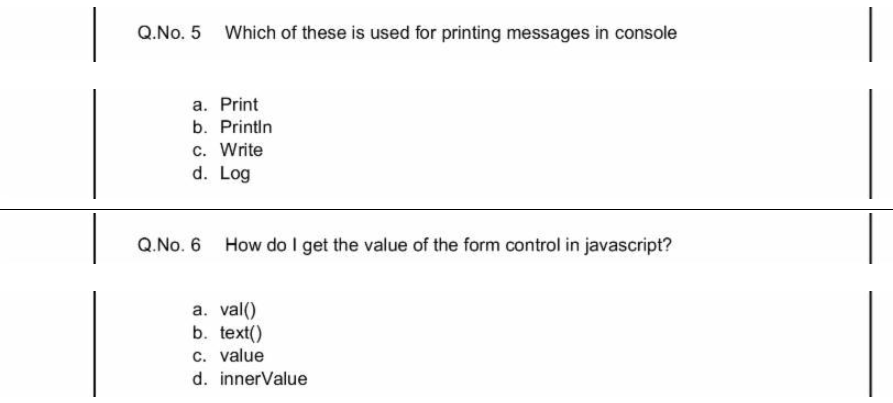 Q.No. 5 Which of these is used for printing messages in console
a. Print
b. Println
c. Write
d. Log
Q.No. 6 How do I get the value of the form control in javascript?
a. val()
b. text()
c. value
d. innerValue